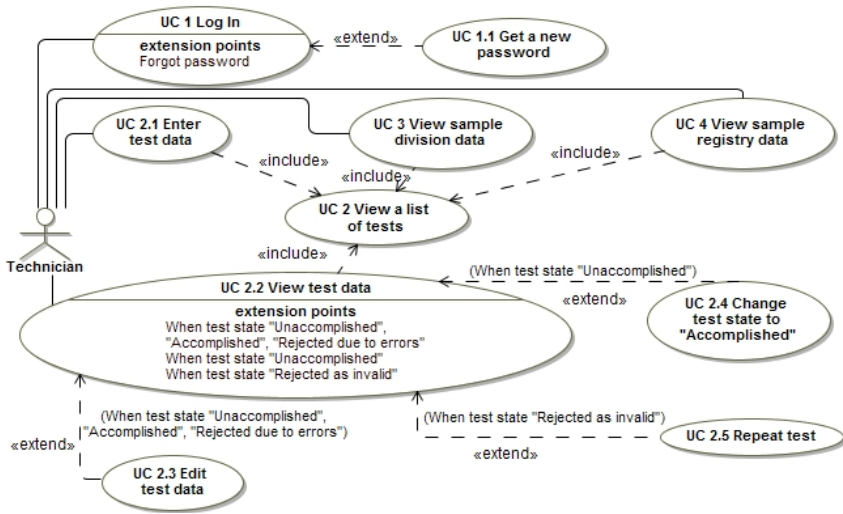 UC 1 Log In
extension points
Forgot password
«extend»
UC 1.1 Get a new
password
UC 2.1 Enter
test data
UC 3 View sample
division data
UC 4 View sample
registry data
«include»
«include»
«include»
UC 2 View a list
of tests
Technician
«include»
UC 2.2 View test data
extension points
When test state "Unaccomplished",
"Accomplished", "Rejected due to errors"
When test state "Unaccomplished"
When test state "Rejected as invalid"
(When test state "Unaccomplished")
«extend»
UC 2.4 Change
test state to
"Accomplished"
(When test state "Unaccomplished",
"Accomplished", "Rejected due to errors")
«extend»
UC 2.3 Edit
test data
(When test state "Rejected as invalid")
«extend»
UC 2.5 Repeat test